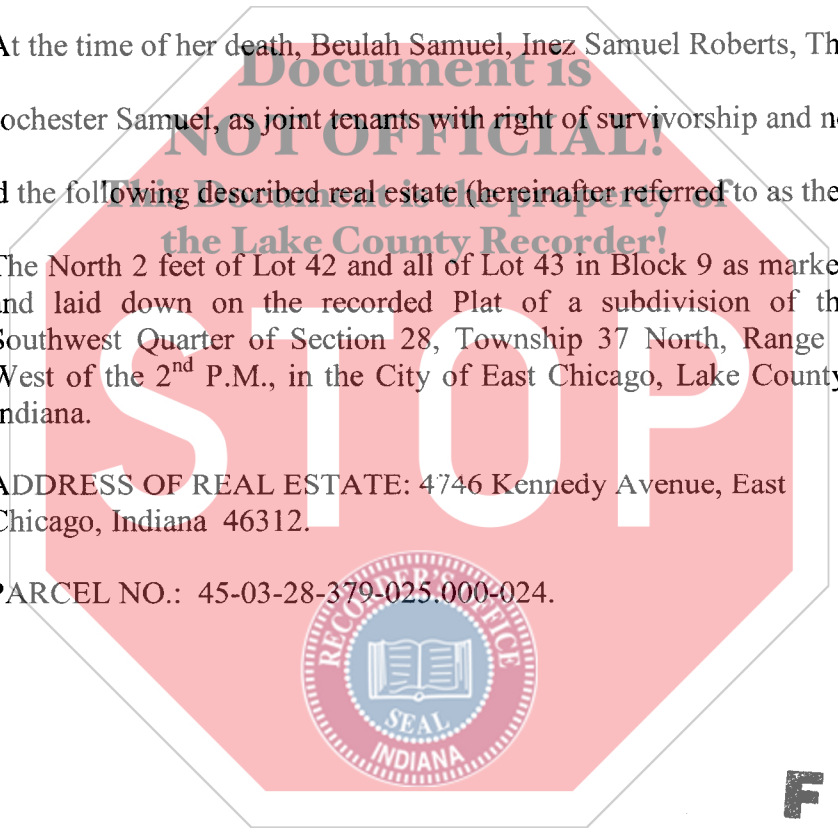 At the time of her death, Beulah Samuel, Inez Samuel Roberts, Th
Document is
ochester Samuel, as joint tenants with right of survivorship and n
NOT OFFICIAL!
d the following described real estate (hereinafter referred to as the
This Document is the property of
the Lake County Recorder!
The North 2 feet of Lot 42 and all of Lot 43 in Block 9 as marke
and laid down on the recorded Plat of a subdivision of th
Southwest Quarter of Section 28, Township 37 North, Range
West of the 2nd P.M., in the City of East Chicago, Lake County
Indiana.
STOP
ADDRESS OF REAL ESTATE: 4746 Kennedy Avenue, East
Chicago, Indiana 46312.
PARCEL NO.: 45-03-28-379-025.000-024.
RECORDER'S OFFICE
SEAL
INDIANA
F